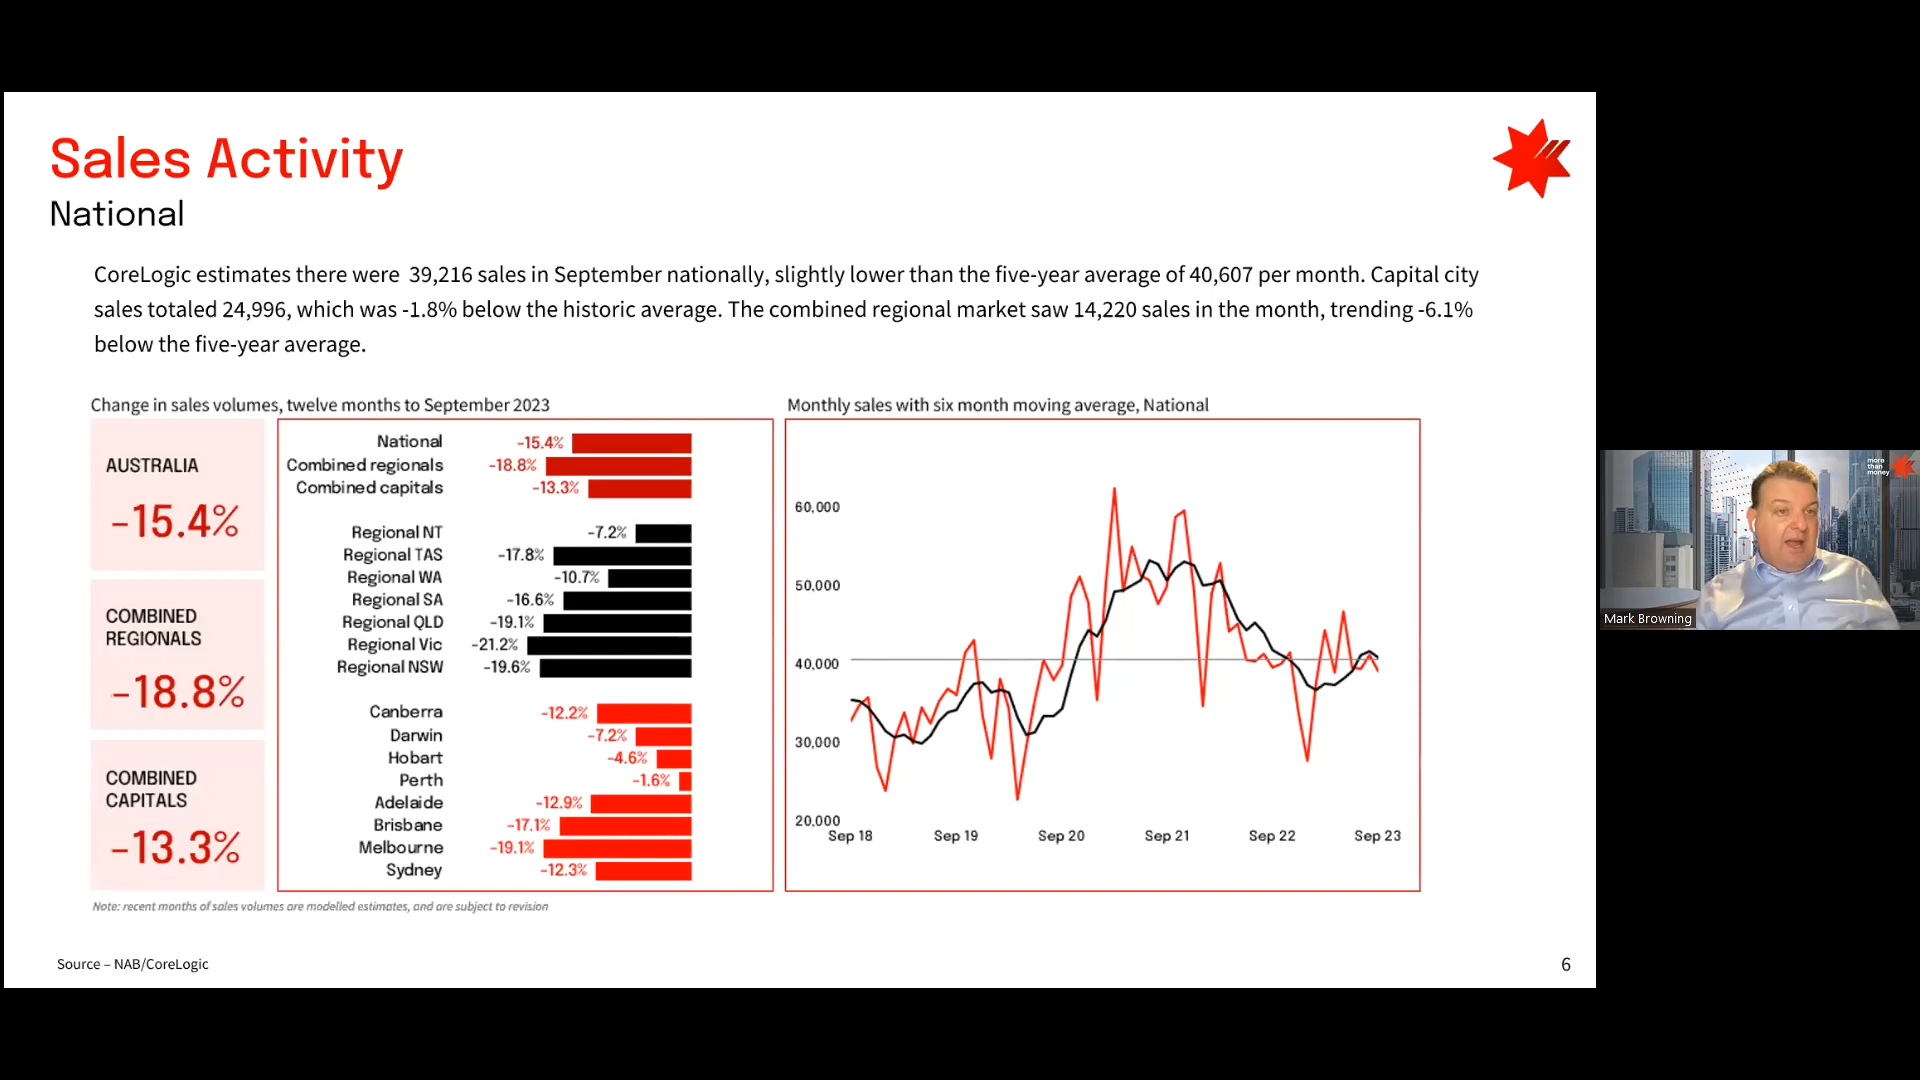 Sales Activity
National
CoreLogic estimates there were 39,216 sales in September nationally, slightly lower than the five-year average of 40,607 per month. Capital city
sales totaled 24,996, which was -1.8% below the historic average. The combined regional market saw 14,220 sales in the month, trending -6.1%
below the five-year average.
Change in sales volumes, twelve months to September 2023
AUSTRALIA
-15.4%
COMBINED
REGIONALS
-18.8%
COMBINED
CAPITALS
-13.3%
National -15.4%
Combined regionals -18.8%
Combined capitals -13.3%
Regional NT -7.2%
Regional TAS -17.8%
Regional WA -10.7%
Regional SA -16.6%
Regional QLD -19.1%
Regional Vic -21.2%
Regional NSW -19.6%
Canberra -12.2%
Darwin -7.2%
Hobart -4.6%
Perth -1.6%
Adelaide -12.9%
Brisbane -17.1%
Melbourne -19.1%
Sydney -12.3%
Monthly sales with six month moving average, National
60,000
50,000
40,000
30,000
20,000
Sep 18 Sep 19 Sep 20 Sep 21 Sep 22 Sep 23
Note: recent months of sales volumes are modelled estimates, and are subject to revision
Source – NAB/CoreLogic
6
more
than
money
Mark Browning